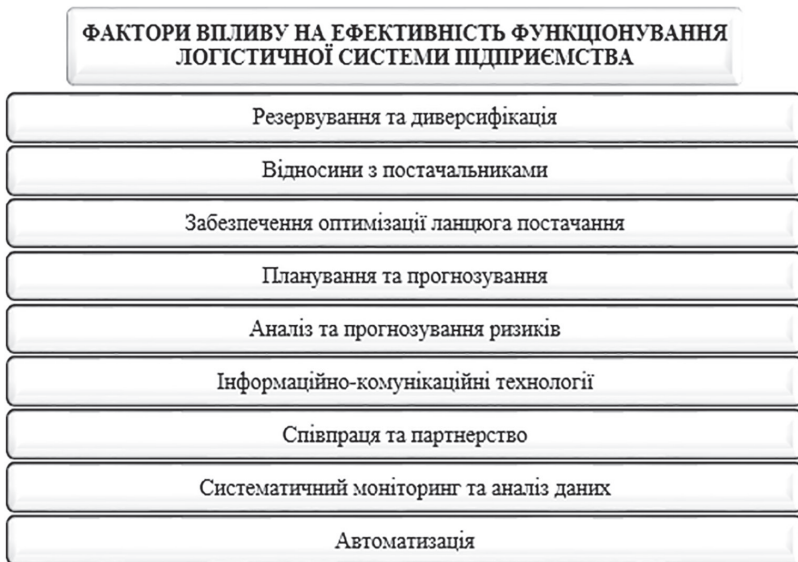 ФАКТОРИ ВПЛИВУ НА ЕФЕКТИВНІСТЬ ФУНКЦІОНУВАННЯ
ЛОГІСТИЧНОЇ СИСТЕМИ ПІДПРИЄМСТВА
Резервування та диверсифікація
Відносини з постачальниками
Забезпечення оптимізації ланцюга постачання
Планування та прогнозування
Аналіз та прогнозування ризиків
Інформаційно-комунікаційні технології
Співпраця та партнерство
Систематичний моніторинг та аналіз даних
Автоматизація